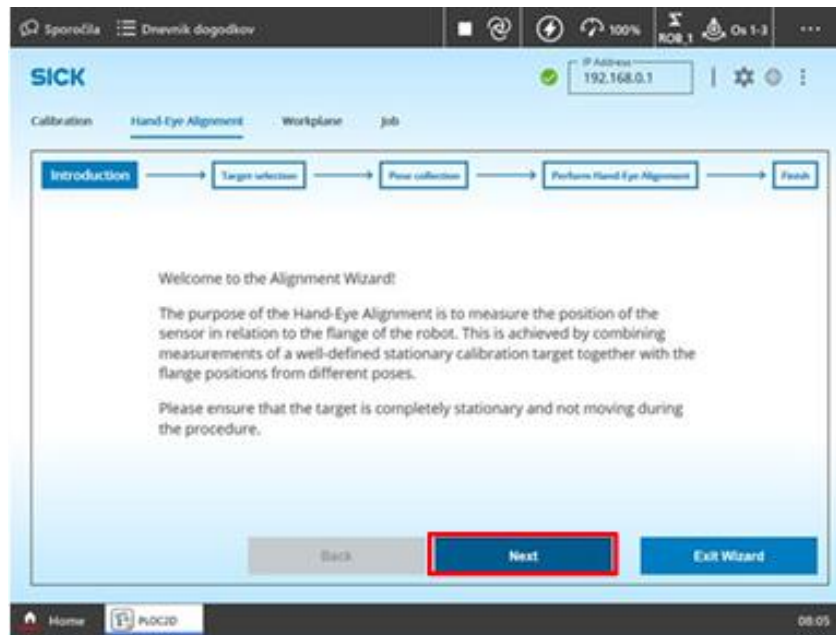 Sporočila Dnevnik dogodkov 100% ROB_1 Os 1-3
SICK
IP Address
192.168.0.1
Calibration Hand-Eye Alignment Workplane Job
Introduction Target selection Pose collection Perform Hand-Eye Alignment Finish
Welcome to the Alignment Wizard!
The purpose of the Hand-Eye Alignment is to measure the position of the
sensor in relation to the flange of the robot. This is achieved by combining
measurements of a well-defined stationary calibration target together with the
flange positions from different poses.
Please ensure that the target is completely stationary and not moving during
the procedure.
Back Next Exit Wizard
Home PLOC2D 08:05